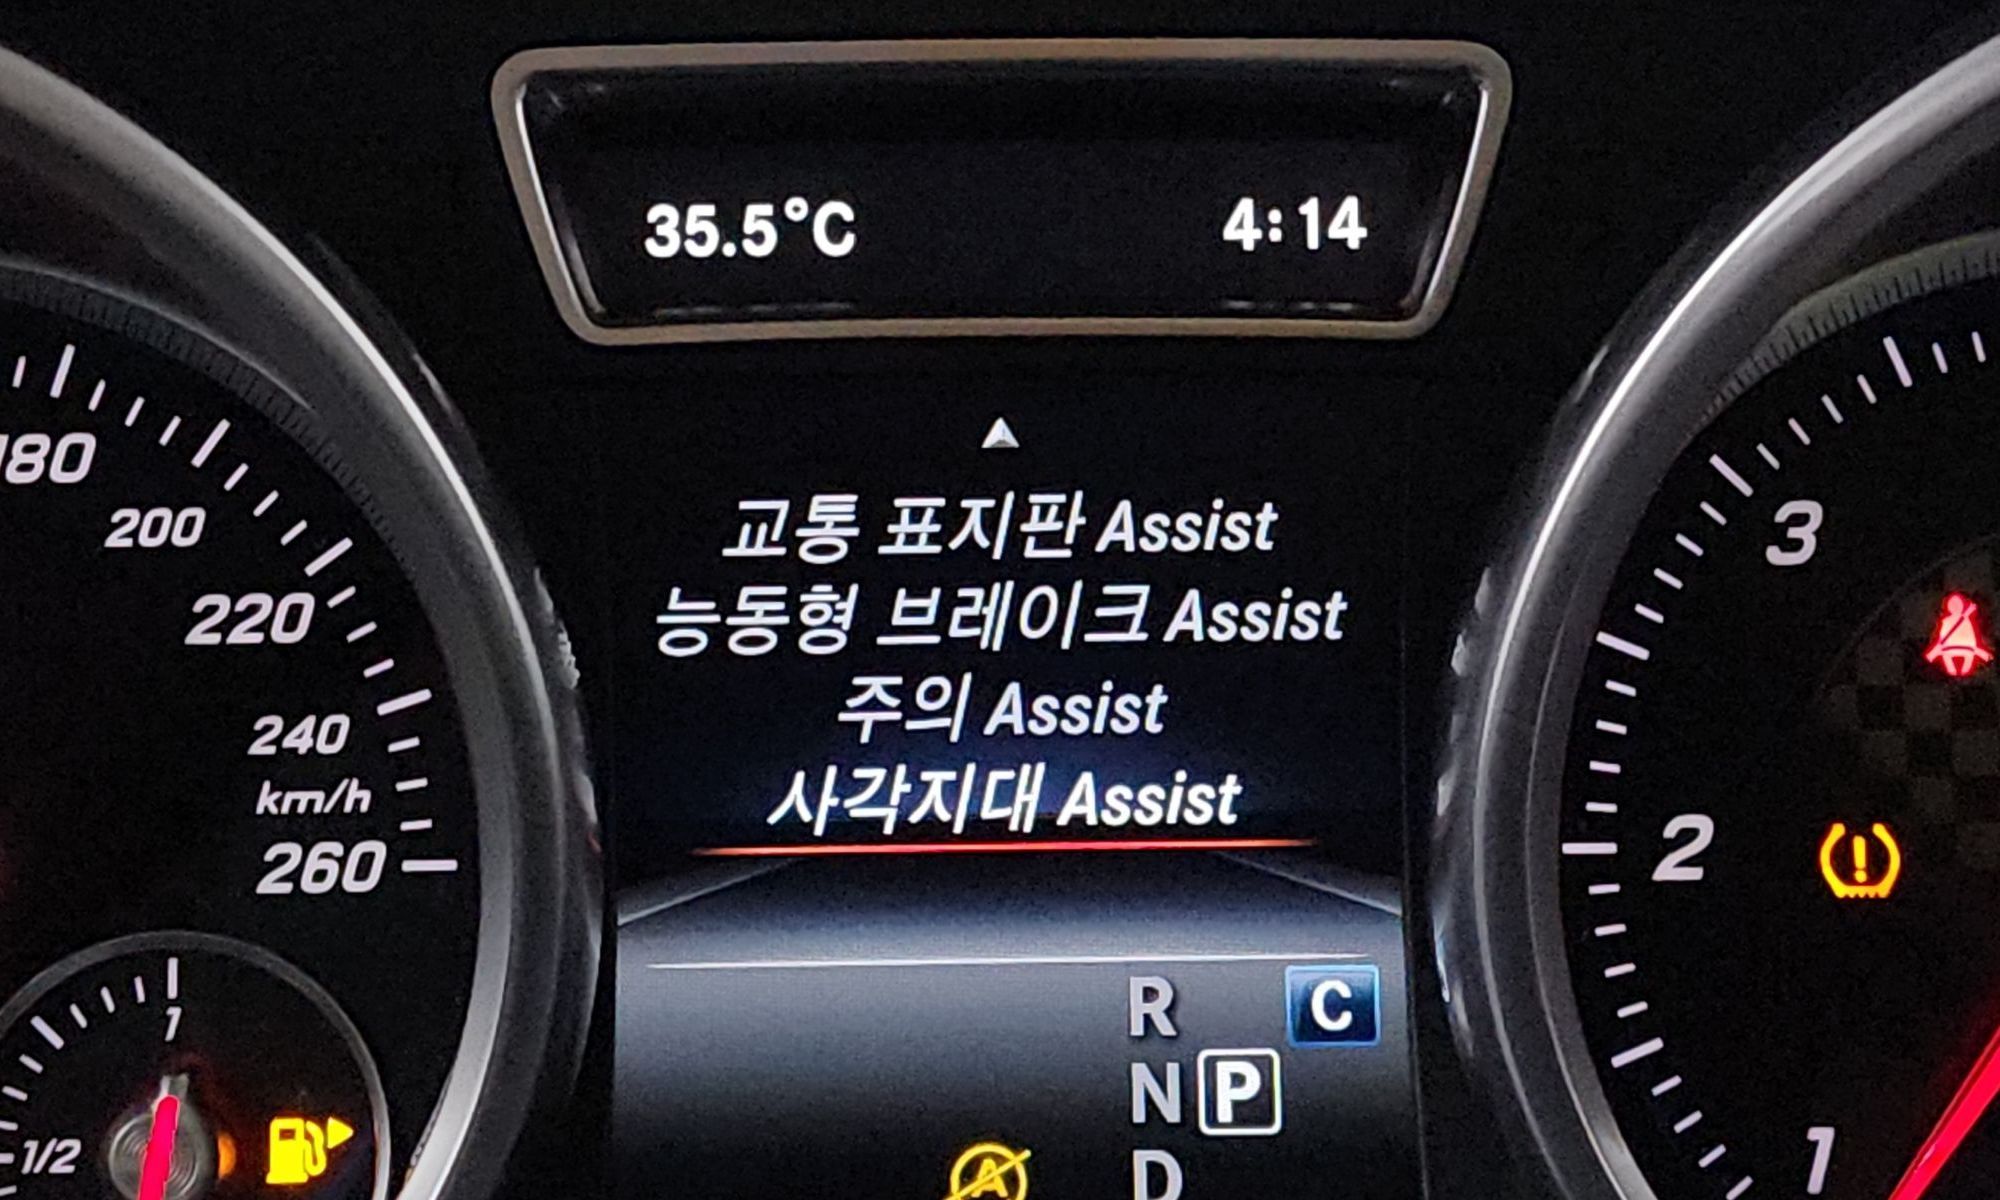 35.5°C 4:14
교통 표지판 Assist
능동형 브레이크 Assist
주의 Assist
사각지대 Assist
R C
N P
D
A
180
200
220
240
km/h
260
1
1/2
3
2
1